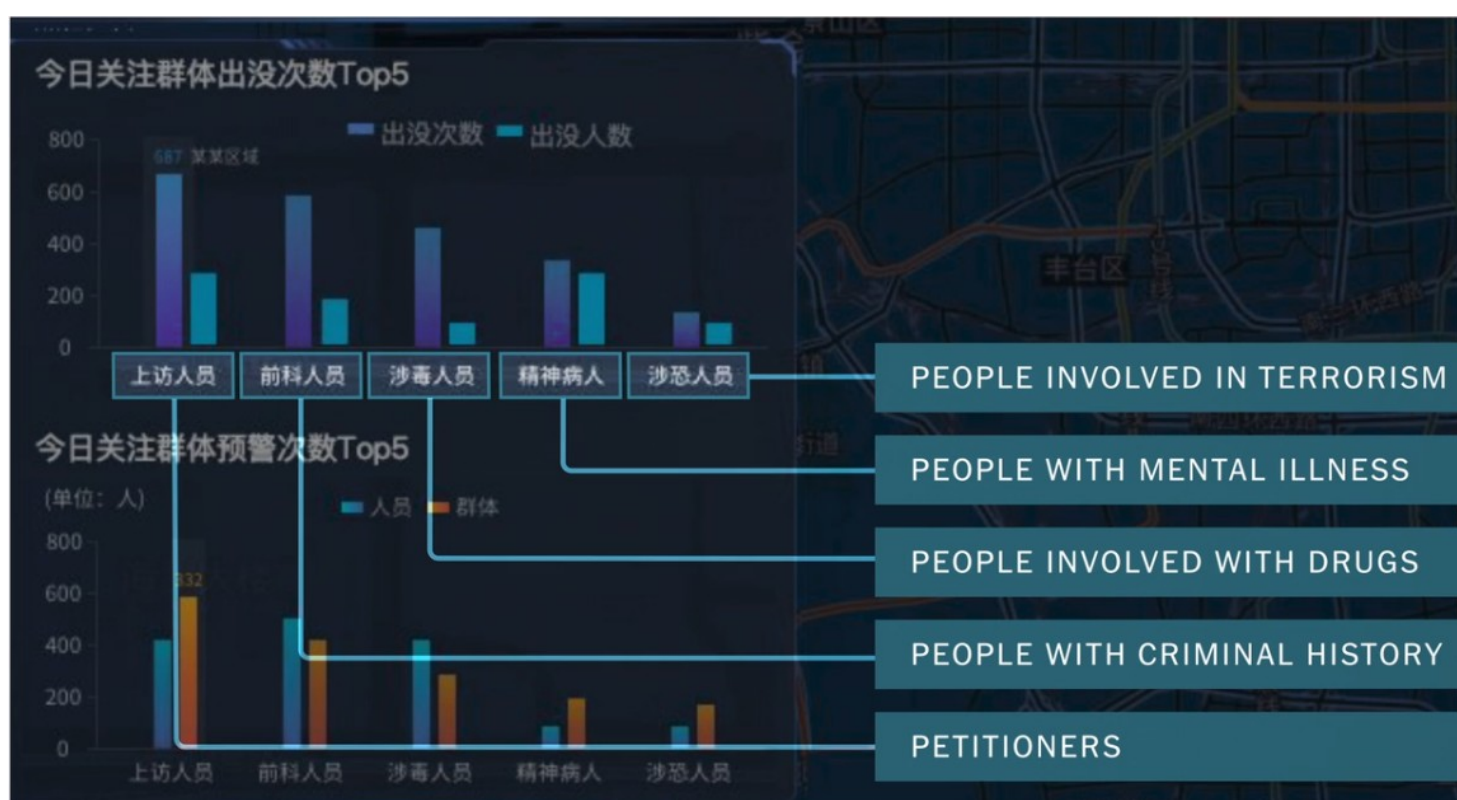 今日关注群体出没次数Top5
出没次数 出没人数
800
687 某某区域
600
400
200
0
上访人员 前科人员 涉毒人员 精神病人 涉恐人员
PEOPLE INVOLVED IN TERRORISM
PEOPLE WITH MENTAL ILLNESS
PEOPLE INVOLVED WITH DRUGS
PEOPLE WITH CRIMINAL HISTORY
PETITIONERS
今日关注群体预警次数Top5
(单位：人)
人员 群体
800
332
600
400
200
0
上访人员 前科人员 涉毒人员 精神病人 涉恐人员
丰台区
街道